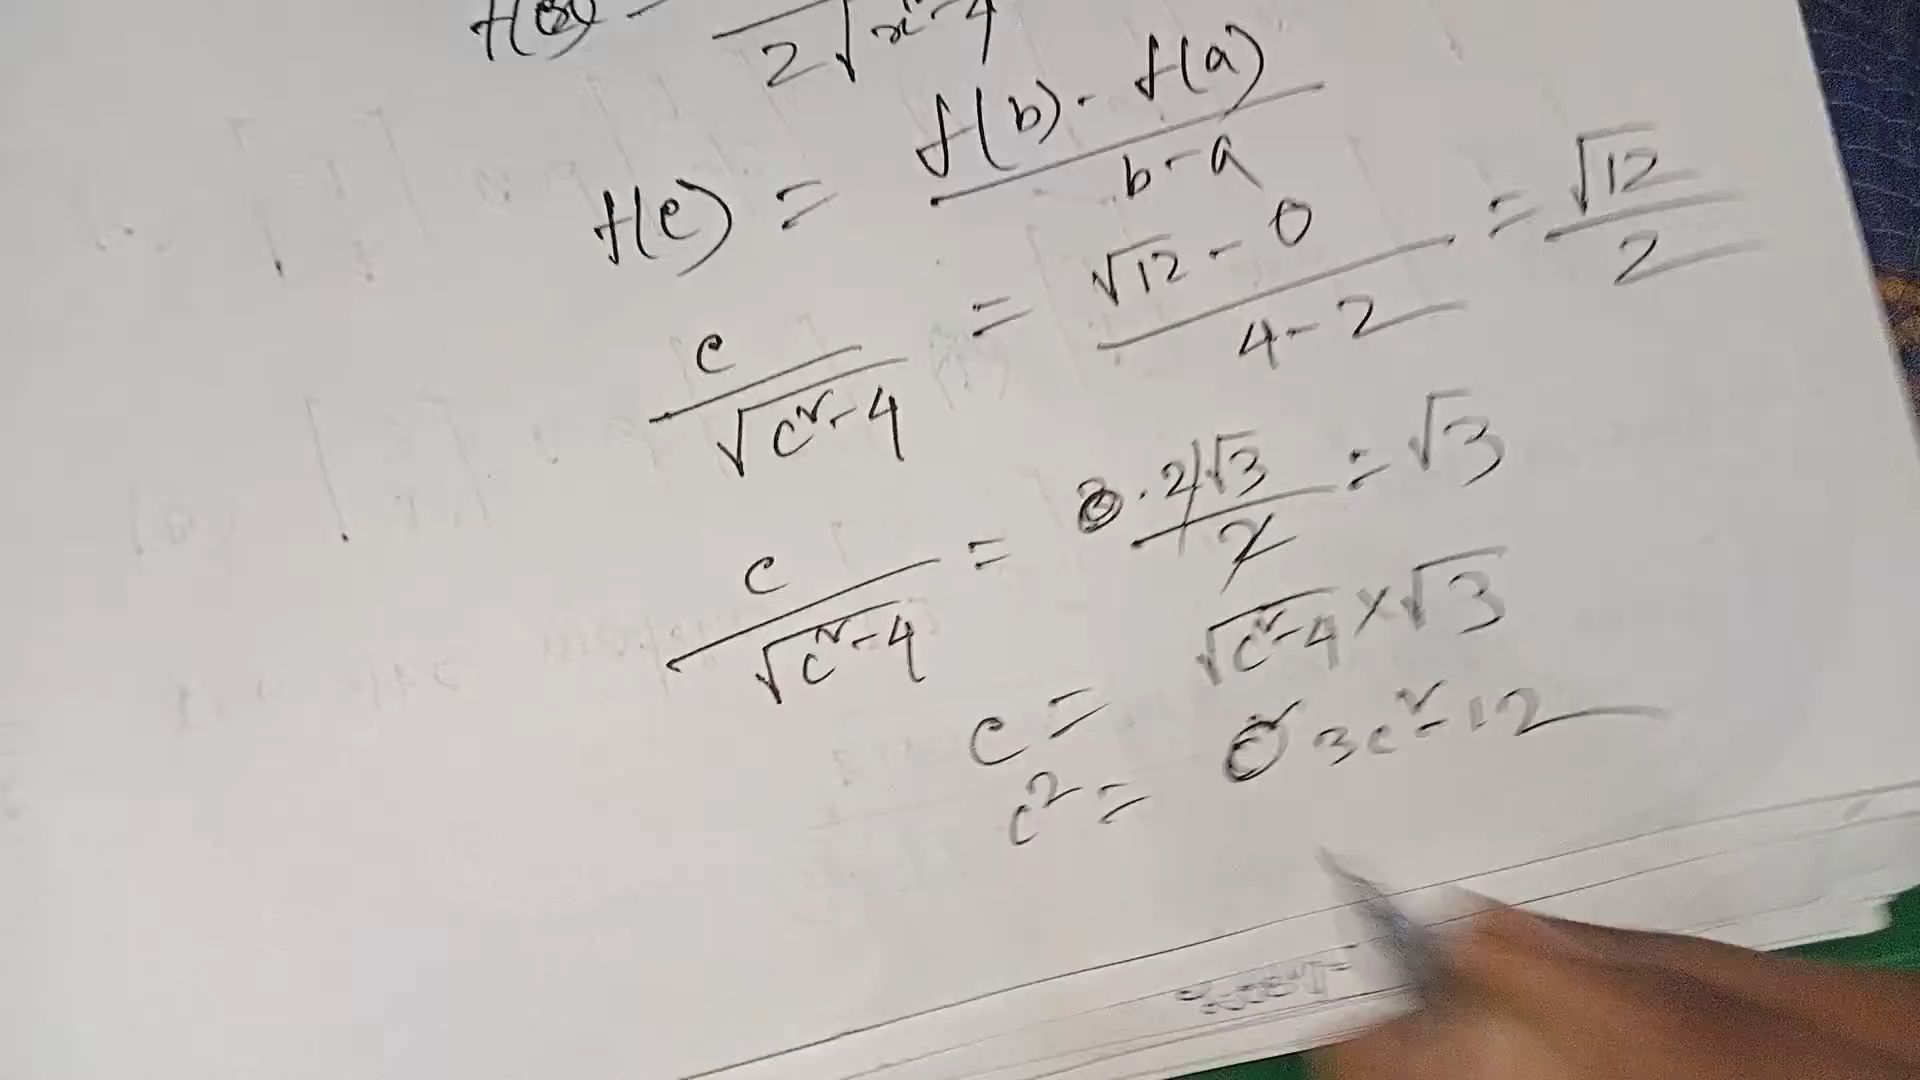 2√x²-4
f(c) = f(b) - f(a) / b-a
c / √c²-4 = √12 - 0 / 4-2 = √12 / 2
c / √c²-4 = 2√3 / 2 = √3
c = √c²-4 × √3
c² = 3c²-12